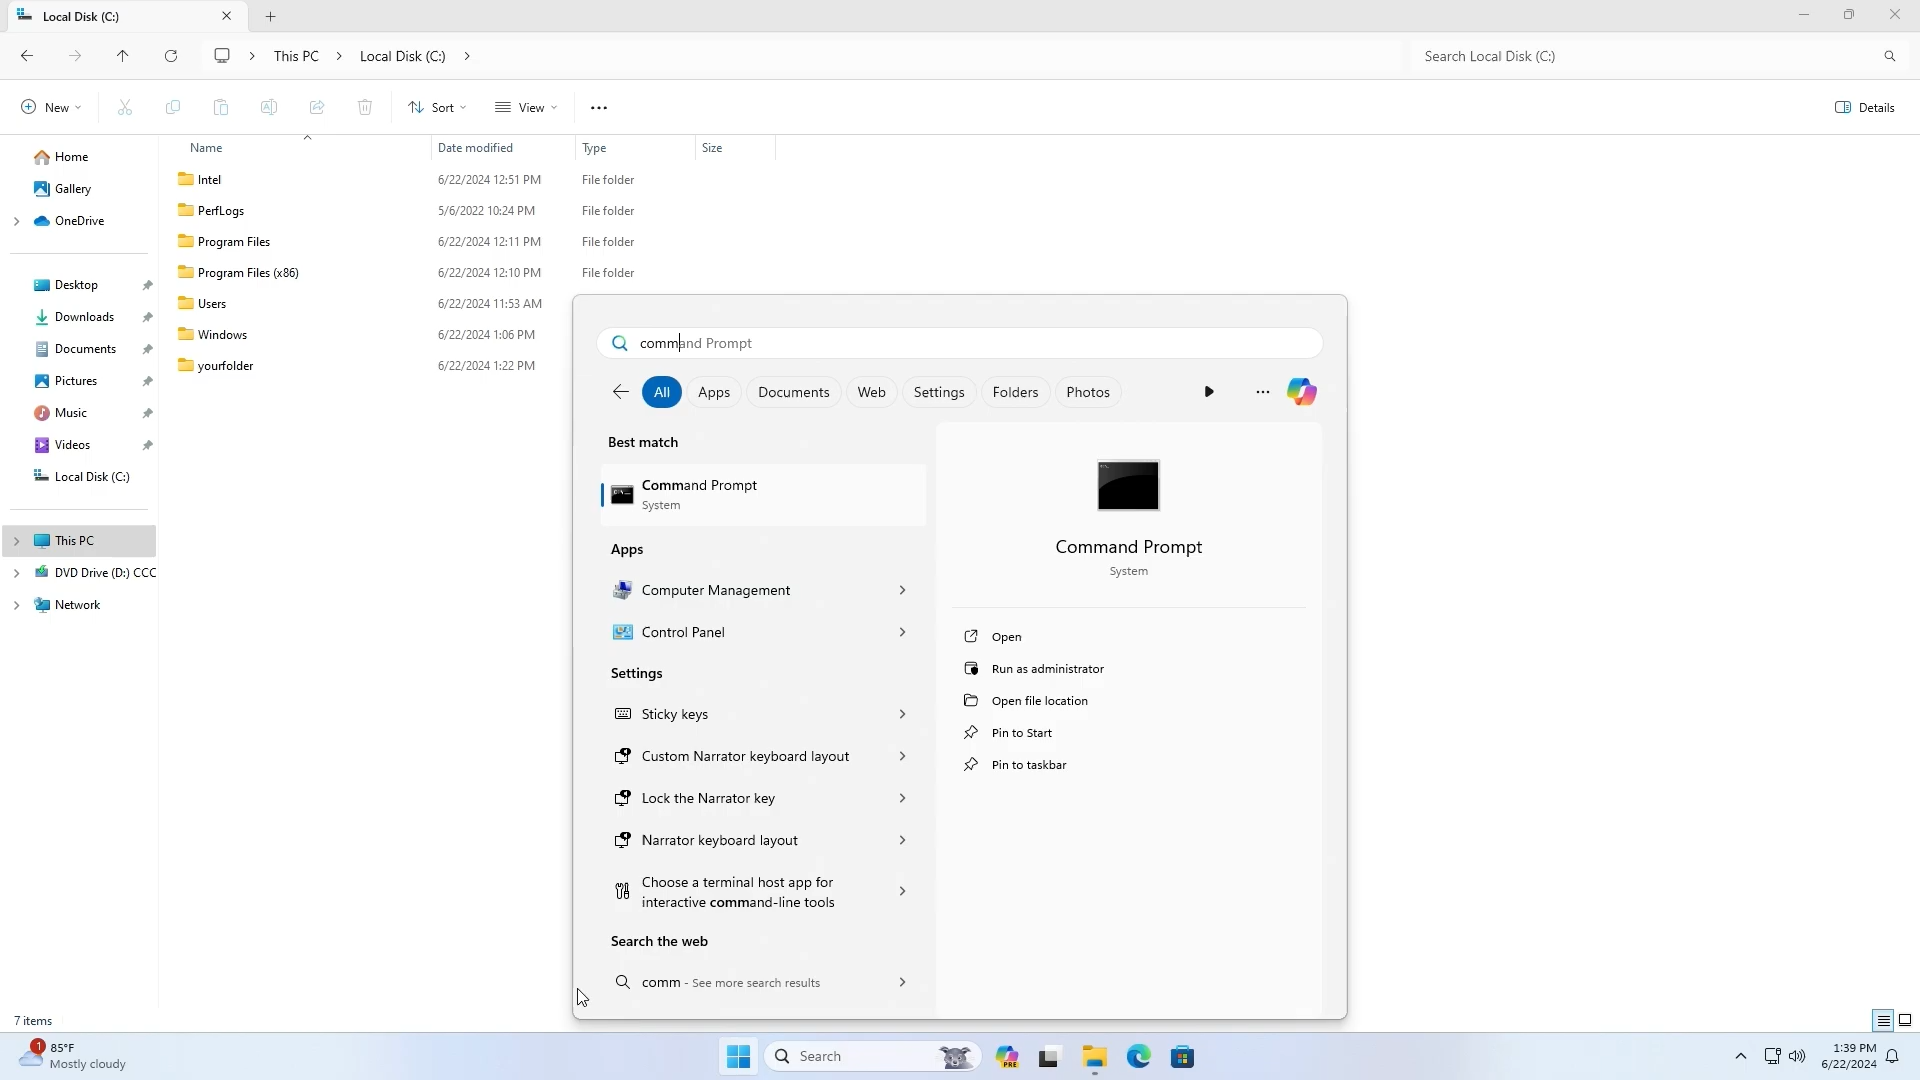 Local Disk (C:)
This PC > Local Disk (C:) >
Search Local Disk (C:)
New
Sort
View
Details
Name
Date modified
Type
Size
Intel 6/22/2024 12:51 PM File folder
PerfLogs 5/6/2022 10:24 PM File folder
Program Files 6/22/2024 12:11 PM File folder
Program Files (x86) 6/22/2024 12:10 PM File folder
Users 6/22/2024 11:53 AM
Windows 6/22/2024 1:06 PM
yourfolder 6/22/2024 1:22 PM
Home
Gallery
OneDrive
Desktop
Downloads
Documents
Pictures
Music
Videos
Local Disk (C:)
This PC
DVD Drive (D:) CCC
Network
7 items
command Prompt
All
Apps
Documents
Web
Settings
Folders
Photos
Best match
Command Prompt
System
Apps
Computer Management
Control Panel
Settings
Sticky keys
Custom Narrator keyboard layout
Lock the Narrator key
Narrator keyboard layout
Choose a terminal host app for
interactive command-line tools
Search the web
comm - See more search results
Command Prompt
System
Open
Run as administrator
Open file location
Pin to Start
Pin to taskbar
1
85°F
Mostly cloudy
Search
PRE
1:39 PM
6/22/2024